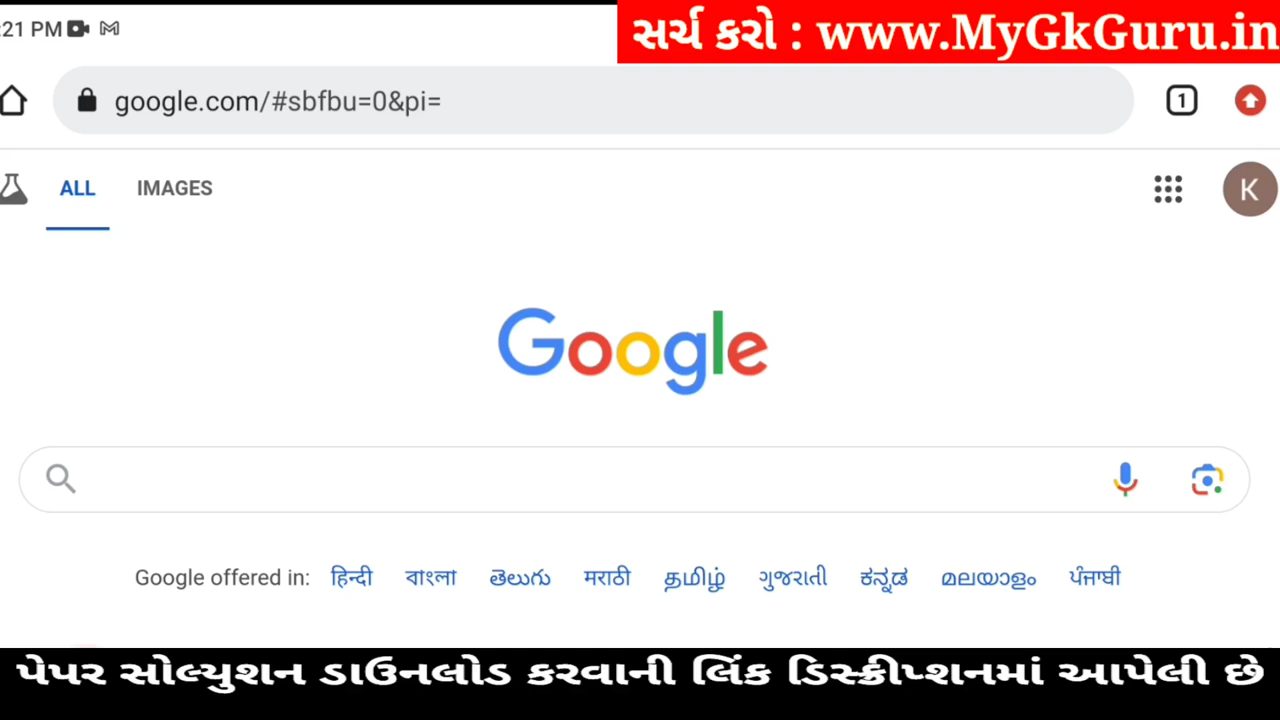 :21 PM
સર્ચ કરો : www.MyGkGuru.in
google.com/#sbfbu=0&pi=
1
ALL IMAGES
K
Google
Google offered in: हिन्दी বাংলা తెలుగు मराठी தமிழ் ગુજરાતી ಕನ್ನಡ മലയാളം ਪੰਜਾਬੀ
પેપર સોલ્યુશન ડાઉનલોડ કરવાની લિંક ડિસ્ક્રીપ્શનમાં આપેલી છે